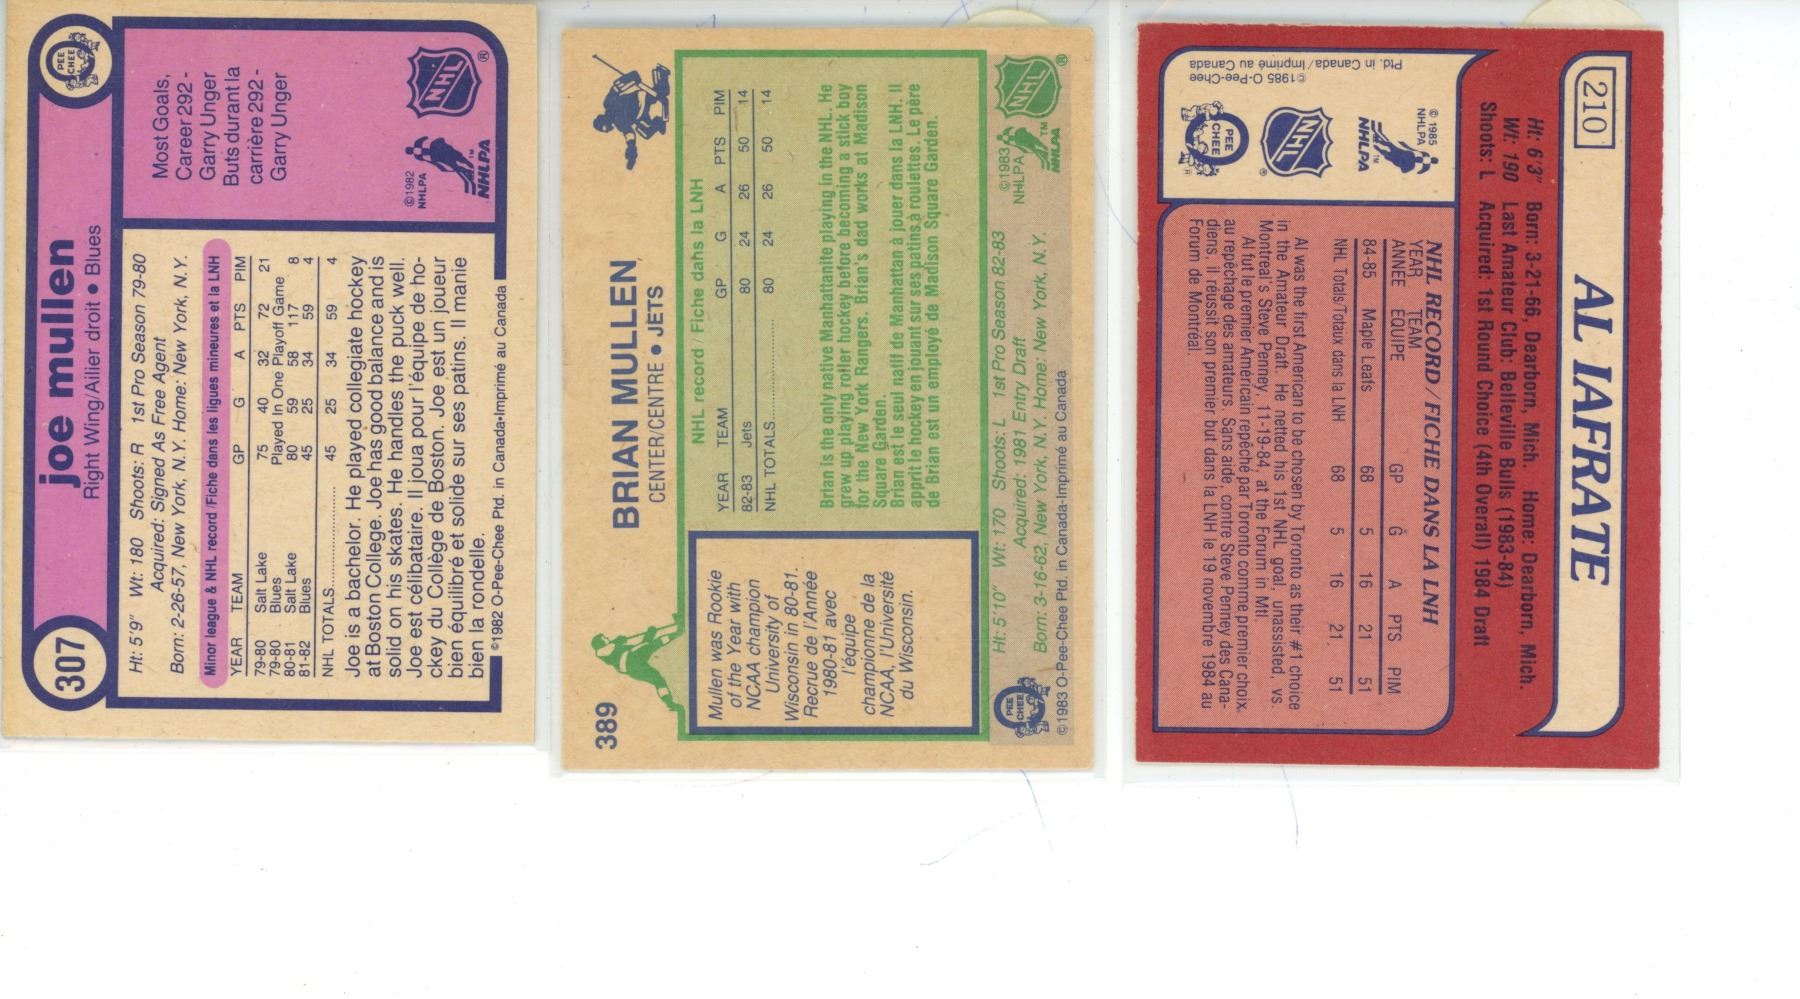 307
joe mullen
Right Wing/Ailier droit • Blues
PEE
CHEE
Ht: 5'9" Wt: 180 Shoots: R 1st Pro Season 79-80
Acquired: Signed As Free Agent
Born: 2-26-57, New York, N.Y. Home: New York, N.Y.
Minor league & NHL record/Fiche dans les ligues mineures et la LNH
YEAR TEAM GP G A PTS PIM
79-80 Salt Lake 75 40 32 72 21
79-80 Blues Played In One Playoff Game
80-81 Salt Lake 80 59 58 117 8
81-82 Blues 45 25 34 59 4
NHL TOTALS.............. 45 25 34 59 4
Joe is a bachelor. He played collegiate hockey
at Boston College. Joe has good balance and is
solid on his skates. He handles the puck well.
Joe est célibataire. Il joua pour l'équipe de ho-
ckey du Collège de Boston. Joe est un joueur
bien équilibré et solide sur ses patins. Il manie
bien la rondelle.
©1982 O-Pee-Chee Ptd. in Canada-Imprimé au Canada
Most Goals,
Career 292 -
Garry Unger
Buts durant la
carrière 292 -
Garry Unger
NHL
®
©1982
NHLPA
NHLPA
TM
389
BRIAN MULLEN
CENTER/CENTRE • JETS
NHL record / Fiche dans la LNH
YEAR TEAM GP G A PTS PIM
82-83 Jets 80 24 26 50 14
NHL TOTALS.............. 80 24 26 50 14
Brian is the only native Manhattanite playing in the NHL. He
grew up playing roller hockey before becoming a stick boy
for the New York Rangers. Brian's dad works at Madison
Square Garden.
Brian est le seul natif de Manhattan à jouer dans la LNH. Il
apprit le hockey en jouant sur ses patins à roulettes. Le père
de Brian est un employé de Madison Square Garden.
Mullen was Rookie
of the Year with
NCAA champion
University of
Wisconsin in 80-81.
Recrue de l'Année
1980-81 avec
l'équipe
championne de la
NCAA, l'Université
du Wisconsin.
PEE
CHEE
Ht: 5'10" Wt: 170 Shoots: L 1st Pro Season 82-83
Acquired: 1981 Entry Draft
Born: 3-16-62, New York, N.Y. Home: New York, N.Y.
©1983 O-Pee-Chee Ptd. in Canada-Imprimé au Canada
NHL
®
©1983
NHLPA
NHLPA
TM
210
AL IAFRATE
Ht: 6'3" Born: 3-21-66, Dearborn, Mich. Home: Dearborn, Mich.
Wt: 190 Last Amateur Club: Belleville Bulls (1983-84)
Shoots: L Acquired: 1st Round Choice (4th Overall) 1984 Draft
©1985
NHLPA
NHLPA
TM
NHL
®
PEE
CHEE
©1985 O-Pee-Chee
Ptd. in Canada/Imprimé au Canada
NHL RECORD / FICHE DANS LA LNH
YEAR TEAM
ANNÉE EQUIPE GP G A PTS PIM
84-85 Maple Leafs 68 5 16 21 51
NHL Totals/Totaux dans la LNH 68 5 16 21 51
Al was the first American to be chosen by Toronto as their #1 choice
in the Amateur Draft. He netted his 1st NHL goal, unassisted, vs
Montreal's Steve Penney, 11-19-84, at the Forum in Mtl.
Al fut le premier Américain repêché par Toronto comme premier choix
au repêchage des amateurs. Sans aide, contre Steve Penney des Cana-
diens, il réussit son premier but dans la LNH le 19 novembre 1984 au
Forum de Montréal.